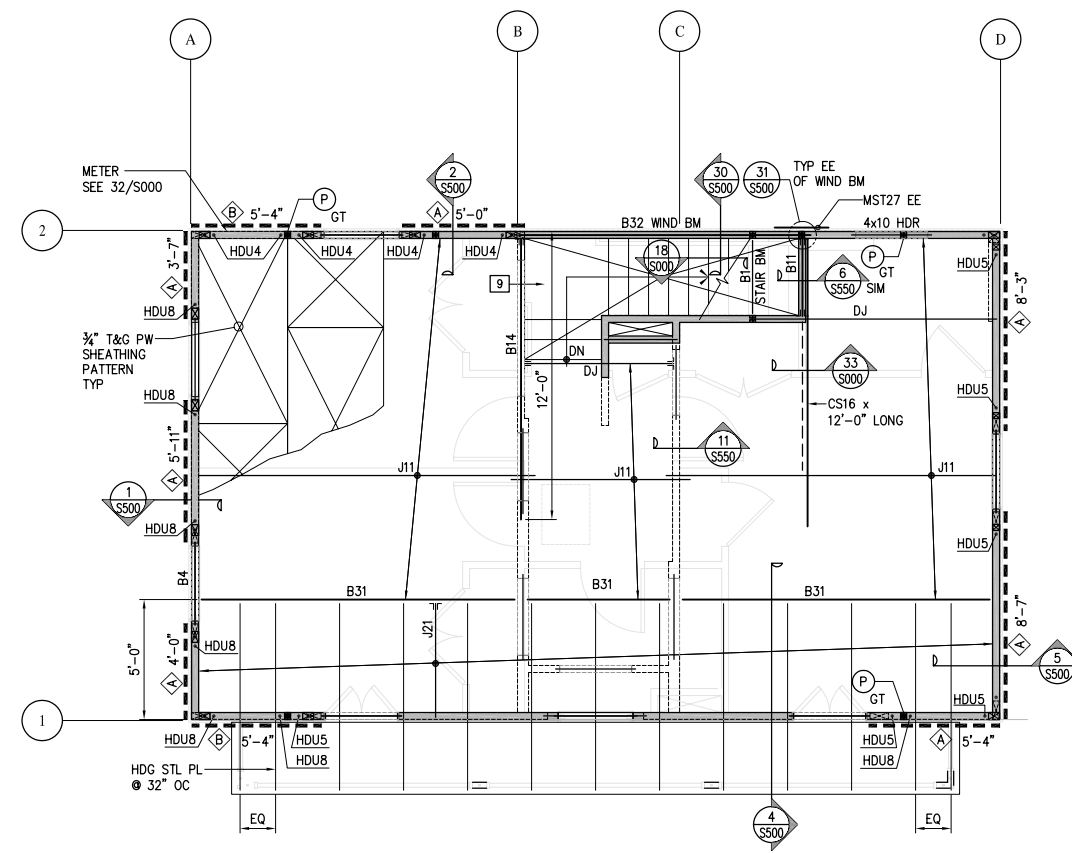 A
B
C
D
METER
SEE 32/S000
B 5'-4"
P
GT
2
S500
A 5'-0"
30
S500
31
S500
TYP EE
OF WIND BM
MST27 EE
4x10 HDR
2
B32 WIND BM
HDU4
HDU4
HDU4
HDU4
3'-7"
A
9
18
S000
B14
STAIR BM
B11
P
GT
6
S550
SIM
HDU5
8'-3"
A
HDU8
3/4" T&G PW
SHEATHING
PATTERN
TYP
DJ
B14
DN
DJ
12'-0"
33
S000
HDU8
CS16 x
12'-0" LONG
HDU5
5'-11"
A
11
S550
J11
J11
J11
1
S500
HDU8
HDU5
B4
B31
B31
B31
J21
5'-0"
4'-0"
A
HDU8
8'-7"
A
5
S500
P
GT
HDU5
1
HDU8
B 5'-4"
HDU5
HDU8
HDU5
HDU8
A 5'-4"
HDG STL PL
@ 32" OC
EQ
EQ
4
S500